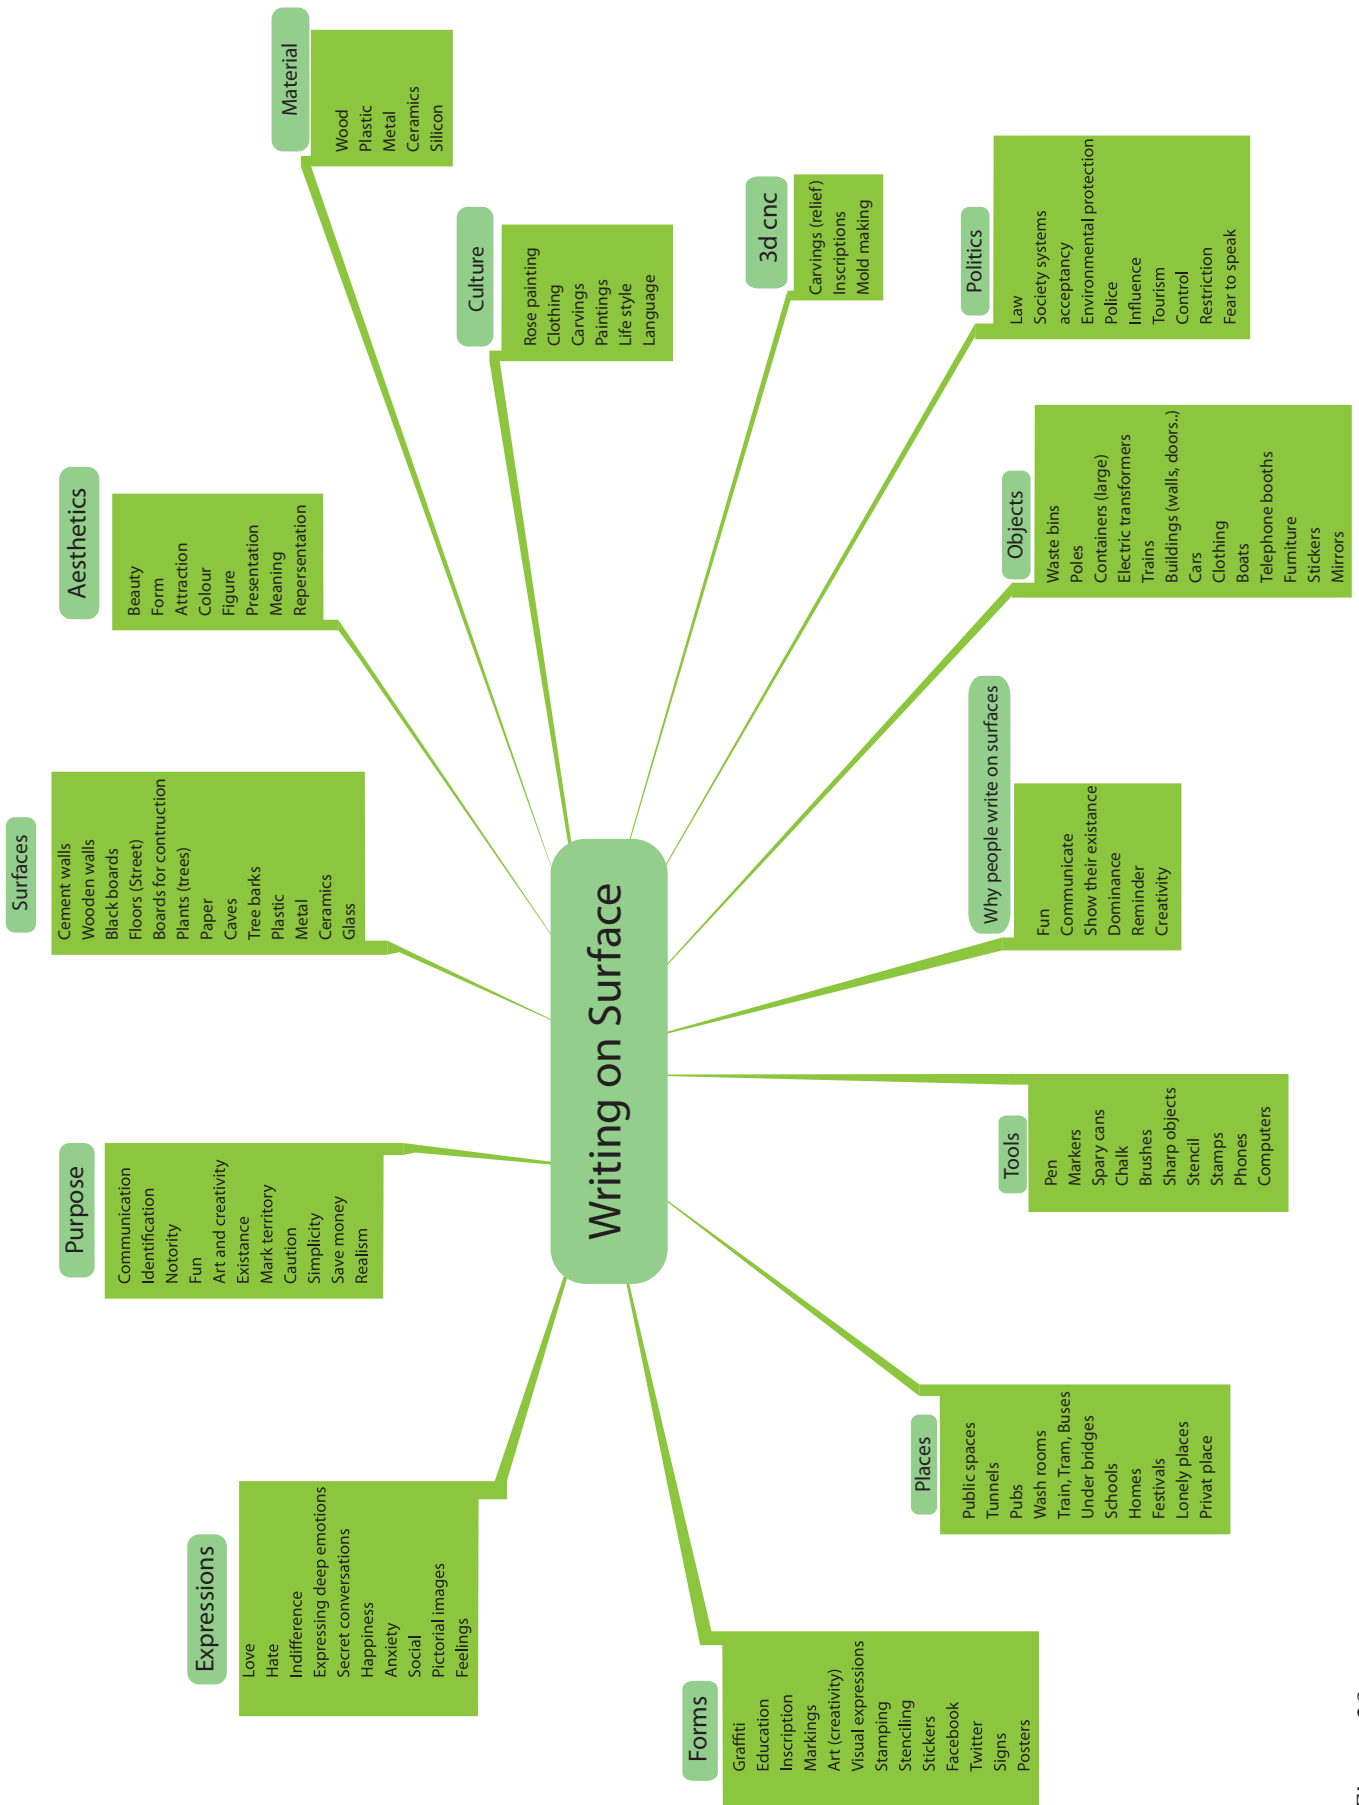 Writing on Surface
Expressions
Love
Hate
Indifference
Expressing deep emotions
Secret conversations
Happiness
Anxiety
Social
Pictorial images
Feelings
Purpose
Communication
Identification
Notority
Fun
Art and creativity
Existance
Mark territory
Caution
Simplicity
Save money
Realism
Surfaces
Cement walls
Wooden walls
Black boards
Floors (Street)
Boards for contruction
Plants (trees)
Paper
Caves
Tree barks
Plastic
Metal
Ceramics
Glass
Aesthetics
Beauty
Form
Attraction
Colour
Figure
Presentation
Meaning
Repersentation
Material
Wood
Plastic
Metal
Ceramics
Silicon
Culture
Rose painting
Clothing
Carvings
Paintings
Life style
Language
3d cnc
Carvings (relief)
Inscriptions
Mold making
Politics
Law
Society systems
acceptancy
Environmental protection
Police
Influence
Tourism
Control
Restriction
Fear to speak
Objects
Waste bins
Poles
Containers (large)
Electric transformers
Trains
Buildings (walls, doors..)
Cars
Clothing
Boats
Telephone booths
Furniture
Stickers
Mirrors
Why people write on surfaces
Fun
Communicate
Show their existance
Dominance
Reminder
Creativity
Tools
Pen
Markers
Spary cans
Chalk
Brushes
Sharp objects
Stencil
Stamps
Phones
Computers
Places
Public spaces
Tunnels
Pubs
Wash rooms
Train, Tram, Buses
Under bridges
Schools
Homes
Festivals
Lonely places
Privat place
Forms
Graffiti
Education
Inscription
Markings
Art (creativity)
Visual expressions
Stamping
Stenciling
Stickers
Facebook
Twitter
Signs
Posters